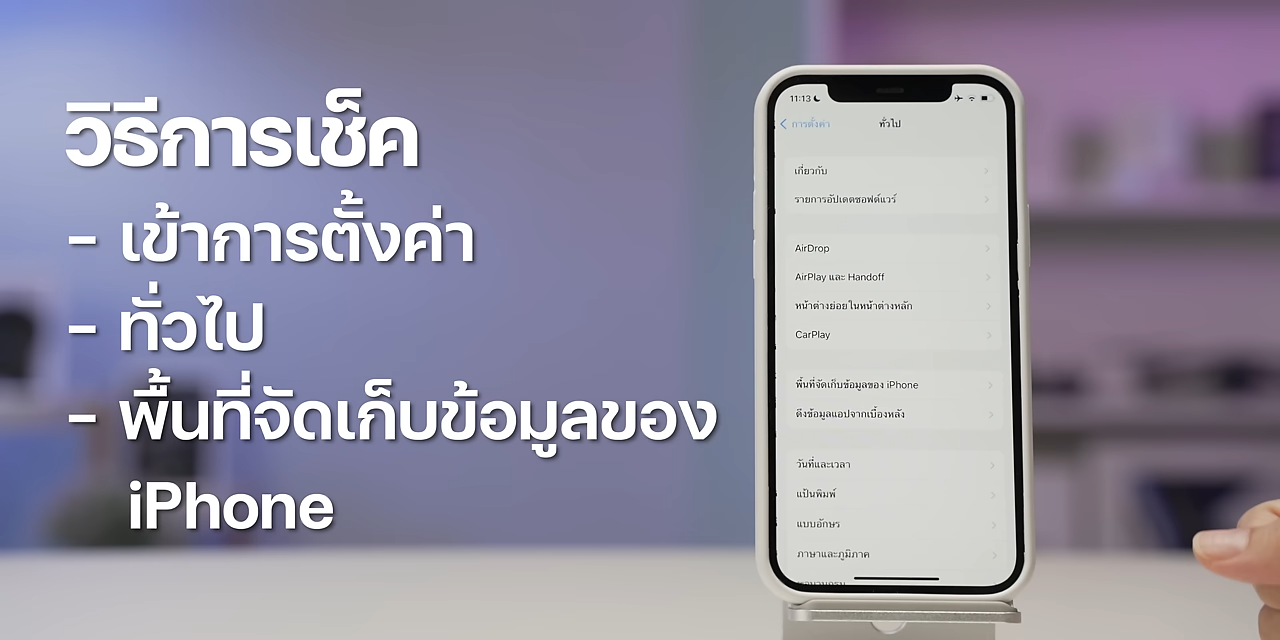 วิธีการเช็ค
- เข้าการตั้งค่า
- ทั่วไป
- พื้นที่จัดเก็บข้อมูลของ
iPhone
11:13
การตั้งค่า
ทั่วไป
เกี่ยวกับ
รายการอัปเดตซอฟต์แวร์
AirDrop
AirPlay และ Handoff
หน้าต่างย่อยในหน้าต่างหลัก
CarPlay
พื้นที่จัดเก็บข้อมูลของ iPhone
ดึงข้อมูลแอปจากเบื้องหลัง
วันที่และเวลา
แป้นพิมพ์
แบบอักษร
ภาษาและภูมิภาค